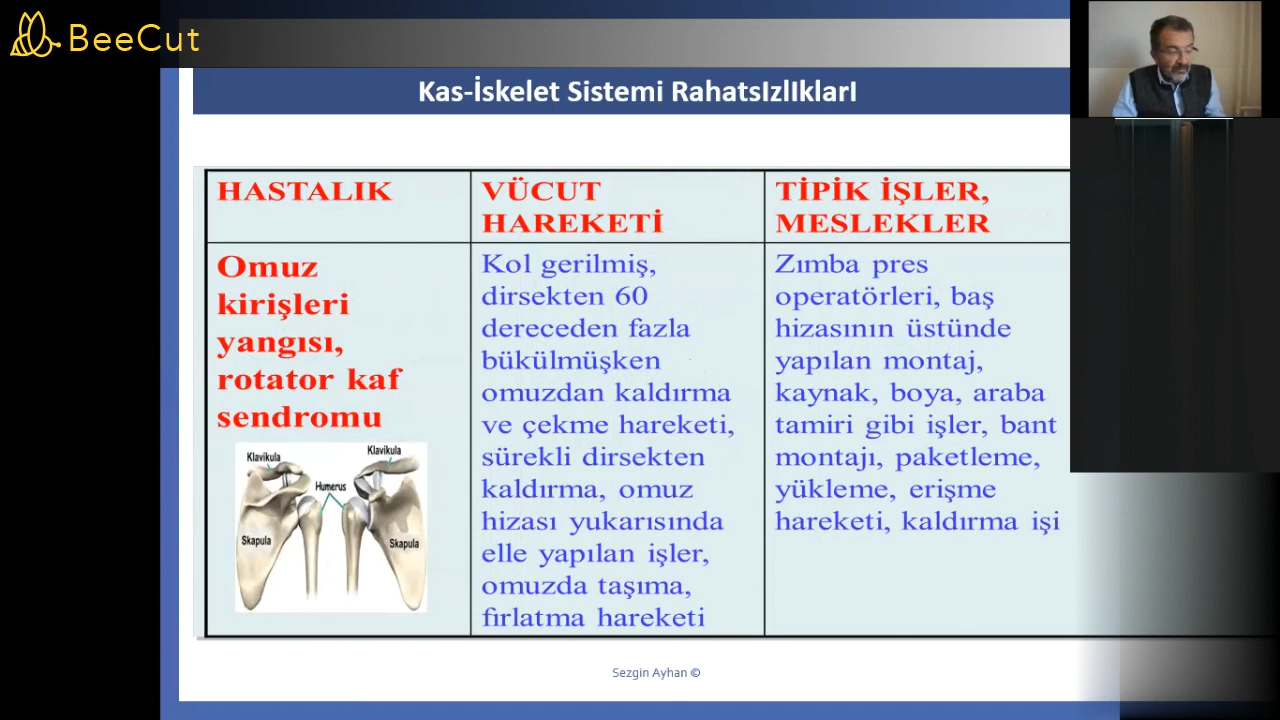 BeeCut
Kas-İskelet Sistemi RahatsIzlIklarI
HASTALIK
VÜCUT
HAREKETİ
TİPİK İŞLER,
MESLEKLER
Omuz
kirişleri
yangısı,
rotator kaf
sendromu
Klavikula
Klavikula
Humerus
Skapula
Skapula
Kol gerilmiş,
dirsekten 60
dereceden fazla
bükülmüşken
omuzdan kaldırma
ve çekme hareketi,
sürekli dirsekten
kaldırma, omuz
hizası yukarısında
elle yapılan işler,
omuzda taşıma,
fırlatma hareketi
Zımba pres
operatörleri, baş
hizasının üstünde
yapılan montaj,
kaynak, boya, araba
tamiri gibi işler, bant
montajı, paketleme,
yükleme, erişme
hareketi, kaldırma işi
Sezgin Ayhan ©